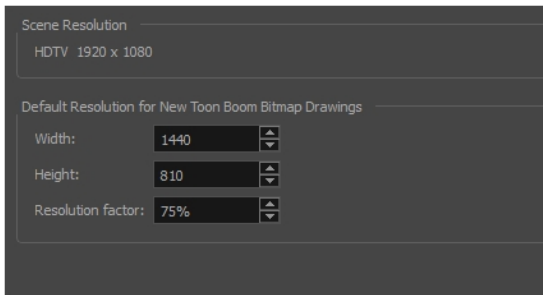 Scene Resolution
HDTV 1920 x 1080
Default Resolution for New Toon Boom Bitmap Drawings
Width: 1440
Height: 810
Resolution factor: 75%